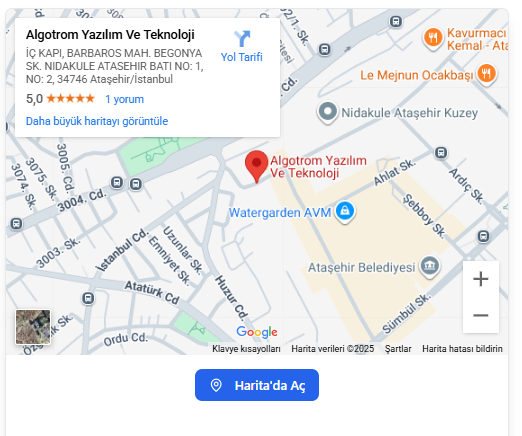 Algotrom Yazılım Ve Teknoloji
İÇ KAPI, BARBAROS MAH. BEGONYA
SK. NIDAKULE ATASEHIR BATI NO: 1,
NO: 2, 34746 Ataşehir/İstanbul
5,0 1 yorum
Daha büyük haritayı görüntüle
Yol Tarifi
Kavurmacı
Kemal - Ata
Le Mejnun Ocakbaşı
Nidakule Ataşehir Kuzey
Algotrom Yazılım
Ve Teknoloji
Watergarden AVM
Ahlat Sk.
Ardıç Sk.
Şebboy Sk.
Ataşehir Belediyesi
Sümbül Sk.
3005. Sk.
3074. Sk.
3075. Sk.
3004. Cd.
3003. Sk.
İstanbul Cd.
Uzunlar Sk.
Emniyet Sk.
Huzur Cd.
Atatürk Cd
Ordu Cd.
Sk.
Google
Klavye kısayolları Harita verileri ©2025 Şartlar Harita hatası bildirin
Harita'da Aç